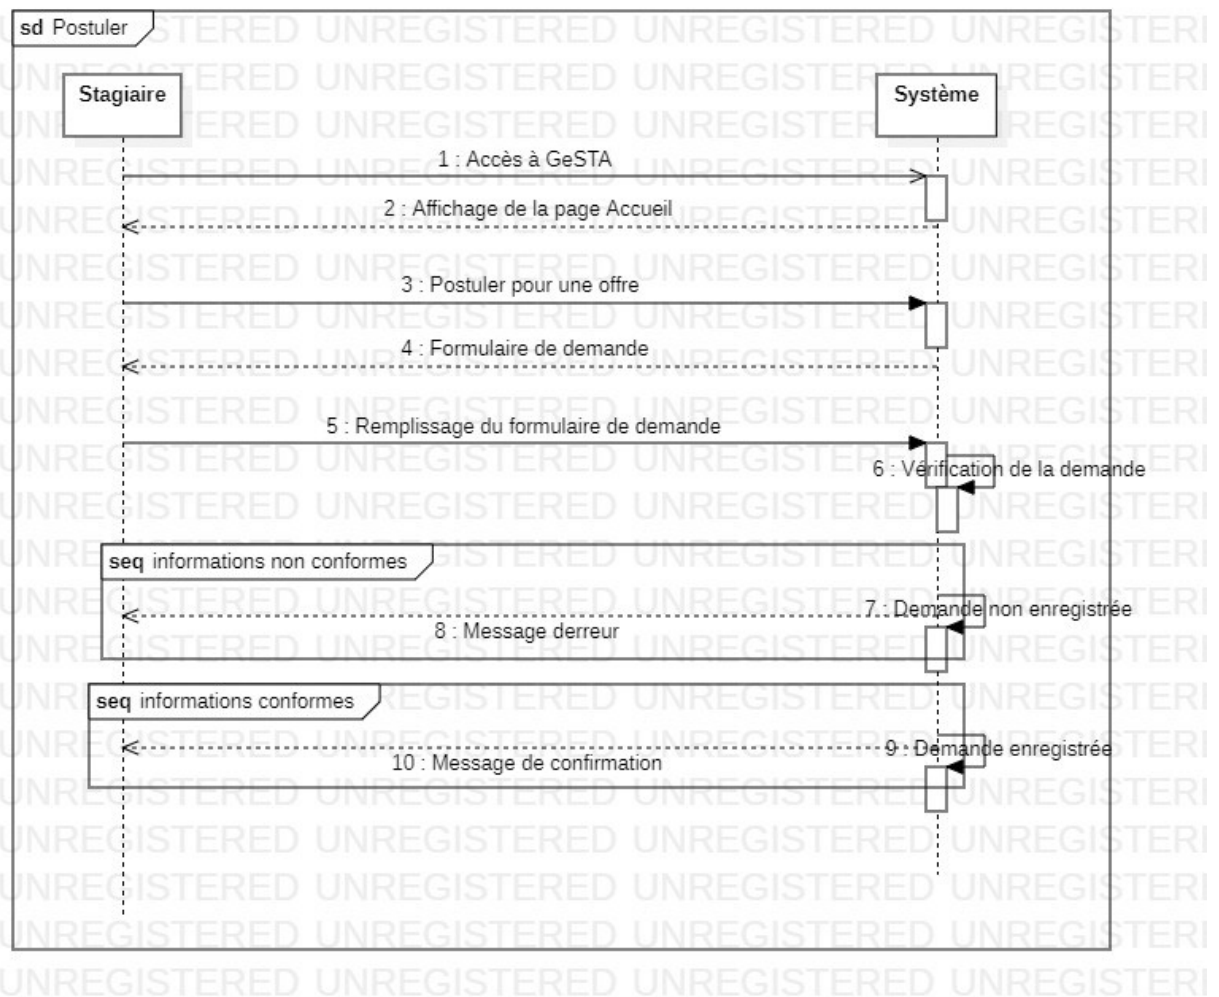 sd Postuler
Stagiaire
Système
1 : Accès à GeSTA
2 : Affichage de la page Accueil
3 : Postuler pour une offre
4 : Formulaire de demande
5 : Remplissage du formulaire de demande
6 : Vérification de la demande
seq informations non conformes
7 : Demande non enregistrée
8 : Message derreur
seq informations conformes
9 : Demande enregistrée
10 : Message de confirmation
UNREGISTERED UNREGISTERED UNREGISTERED